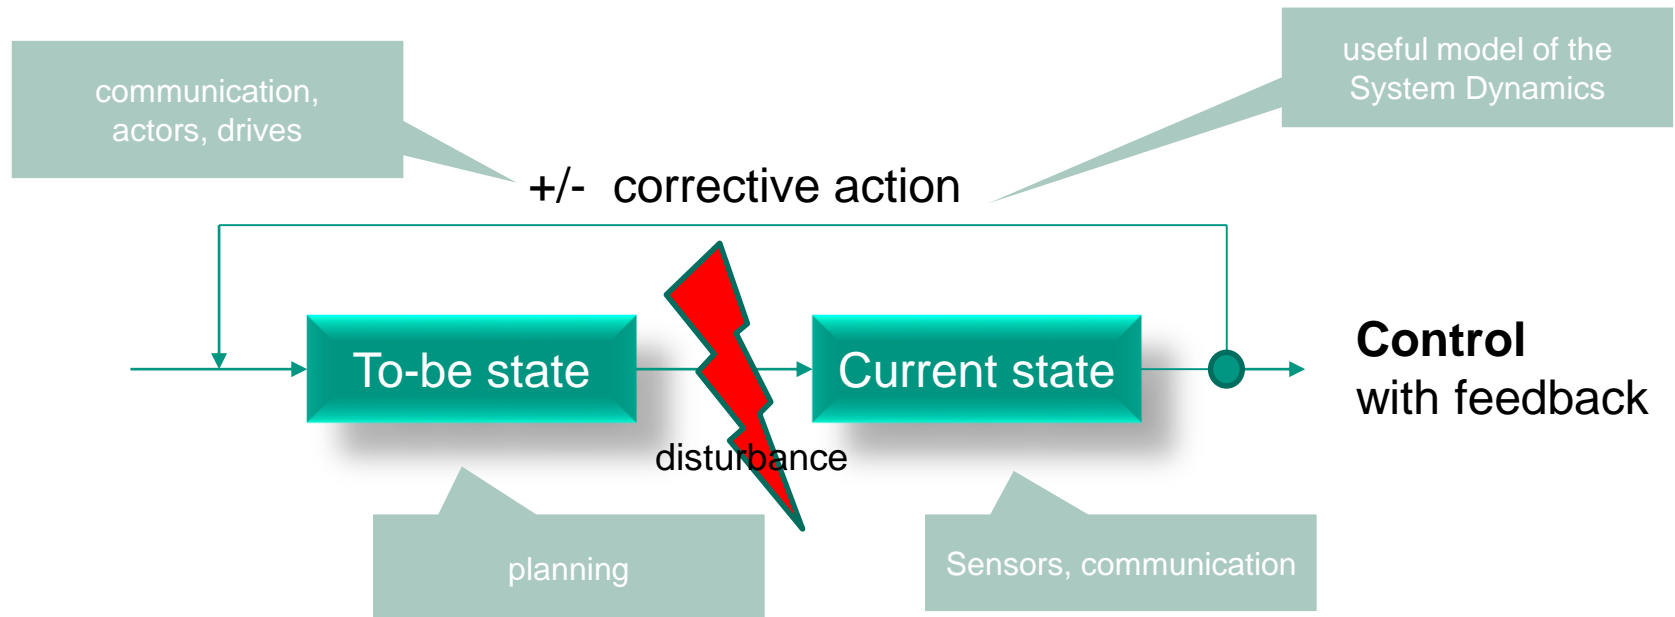 useful model of the
System Dynamics
communication,
actors, drives
+/- corrective action
To-be state
Current state
Control
with feedback
disturbance
planning
Sensors, communication